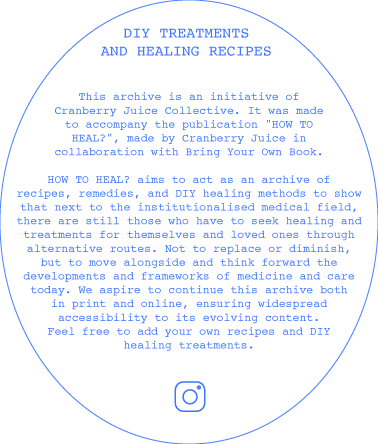 DIY TREATMENTS
AND HEALING RECIPES
This archive is an initiative of
Cranberry Juice Collective. It was made
to accompany the publication "HOW TO
HEAL?", made by Cranberry Juice in
collaboration with Bring Your Own Book.
HOW TO HEAL? aims to act as an archive of
recipes, remedies, and DIY healing methods to show
that next to the institutionalised medical field,
there are still those who have to seek healing and
treatments for themselves and loved ones through
alternative routes. Not to replace or diminish,
but to move alongside and think forward the
developments and frameworks of medicine and care
today. We aspire to continue this archive both
in print and online, ensuring widespread
accessibility to its evolving content.
Feel free to add your own recipes and DIY
healing treatments.